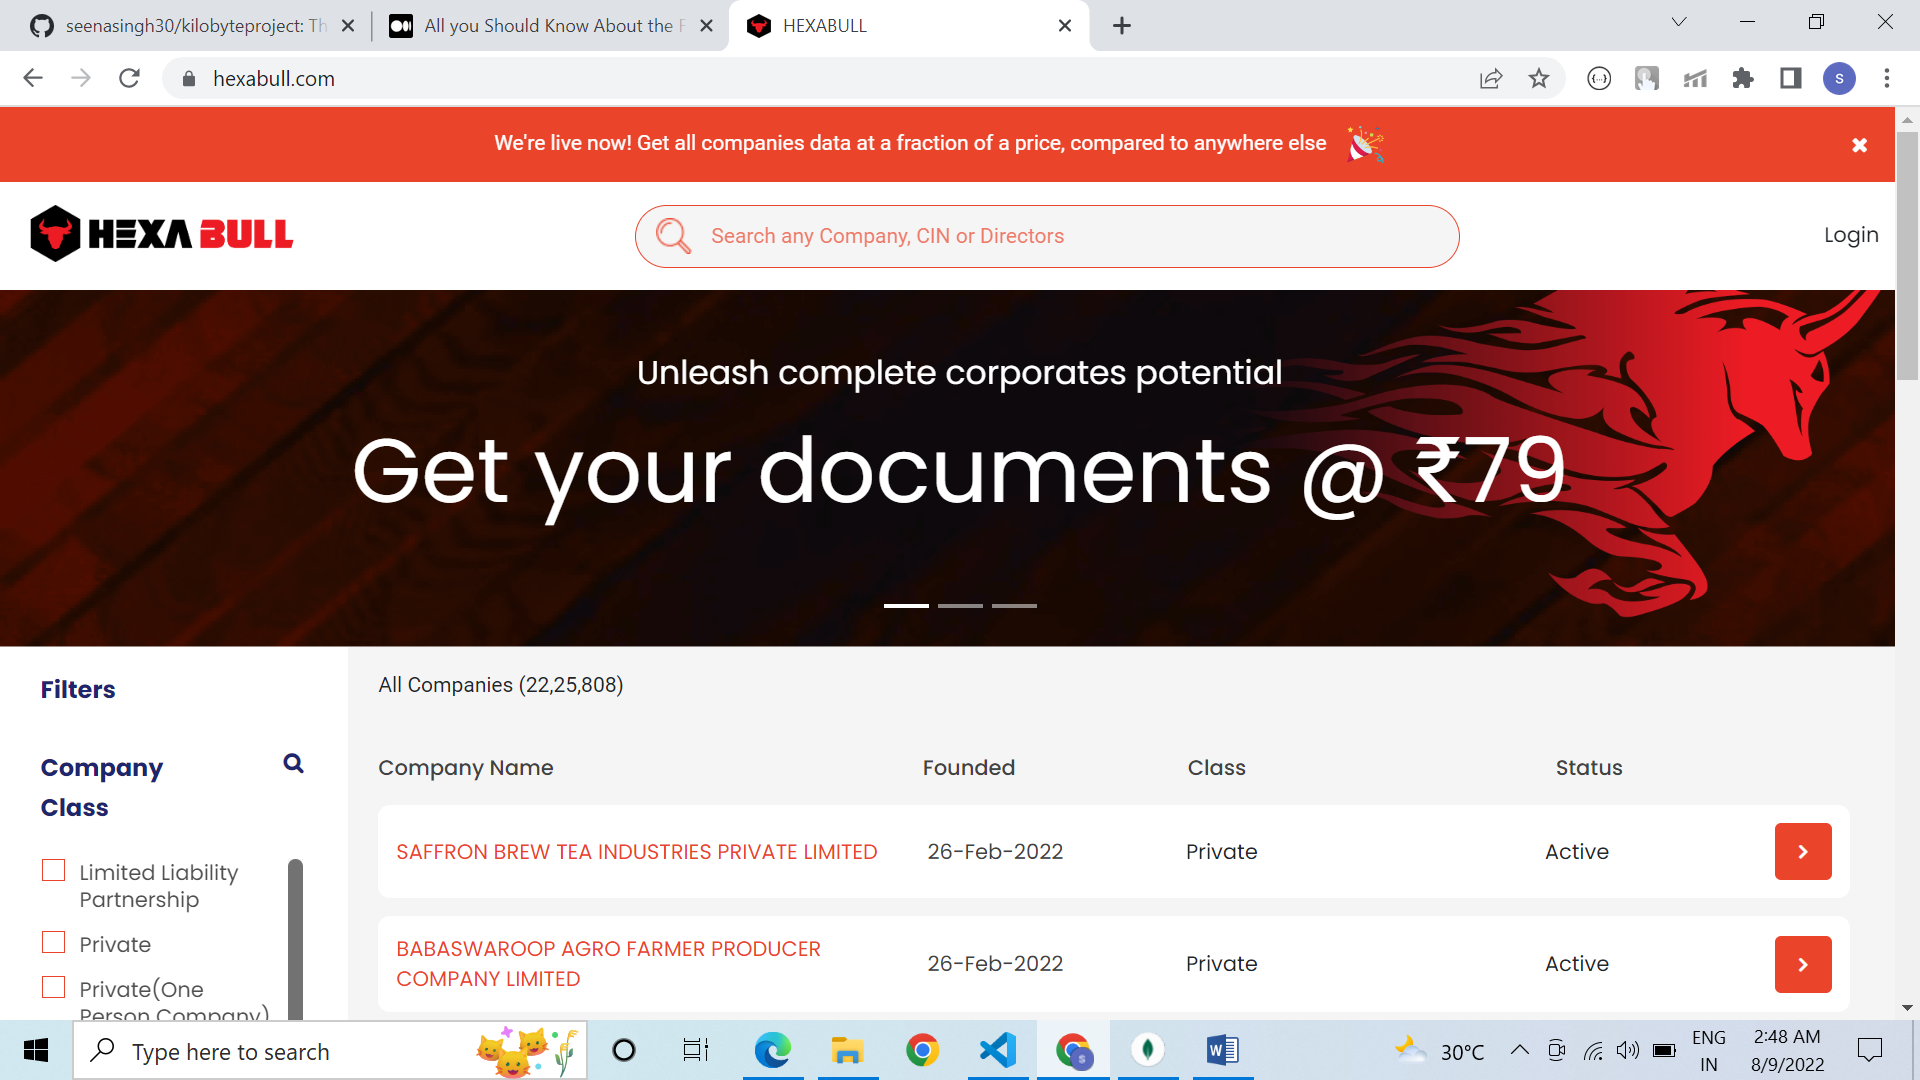 seenasingh30/kilobyteproject: Th
All you Should Know About the F
HEXABULL
hexabull.com
s
We're live now! Get all companies data at a fraction of a price, compared to anywhere else
HEXA BULL
Search any Company, CIN or Directors
Login
Unleash complete corporates potential
Get your documents @ ₹79
Filters
All Companies (22,25,808)
Company
Class
Company Name Founded Class Status
SAFFRON BREW TEA INDUSTRIES PRIVATE LIMITED 26-Feb-2022 Private Active
Limited Liability
Partnership
Private
Private(One
Person Company)
BABASWAROOP AGRO FARMER PRODUCER
COMPANY LIMITED
26-Feb-2022 Private Active
Type here to search
30°C
ENG
IN
2:48 AM
8/9/2022